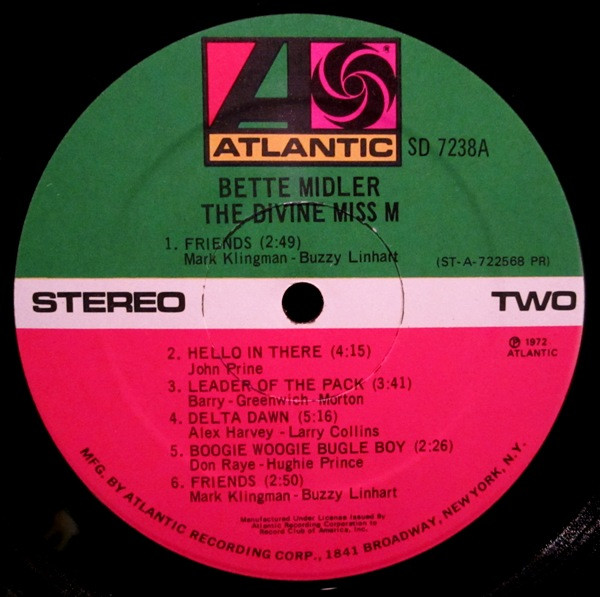 ATLANTIC
SD 7238A
BETTE MIDLER
THE DIVINE MISS M
1. FRIENDS (2:49)
Mark Klingman - Buzzy Linhart
(ST-A-722568 PR)
STEREO
TWO
2. HELLO IN THERE (4:15)
John Prine
℗ 1972
ATLANTIC
3. LEADER OF THE PACK (3:41)
Barry - Greenwich - Morton
4. DELTA DAWN (5:16)
Alex Harvey - Larry Collins
5. BOOGIE WOOGIE BUGLE BOY (2:26)
Don Raye - Hughie Prince
6. FRIENDS (2:50)
Mark Klingman - Buzzy Linhart
Manufactured Under License Issued By
Atlantic Recording Corporation to
Record Club of America, Inc.
MFG. BY ATLANTIC RECORDING CORP., 1841 BROADWAY, NEW YORK, N.Y.